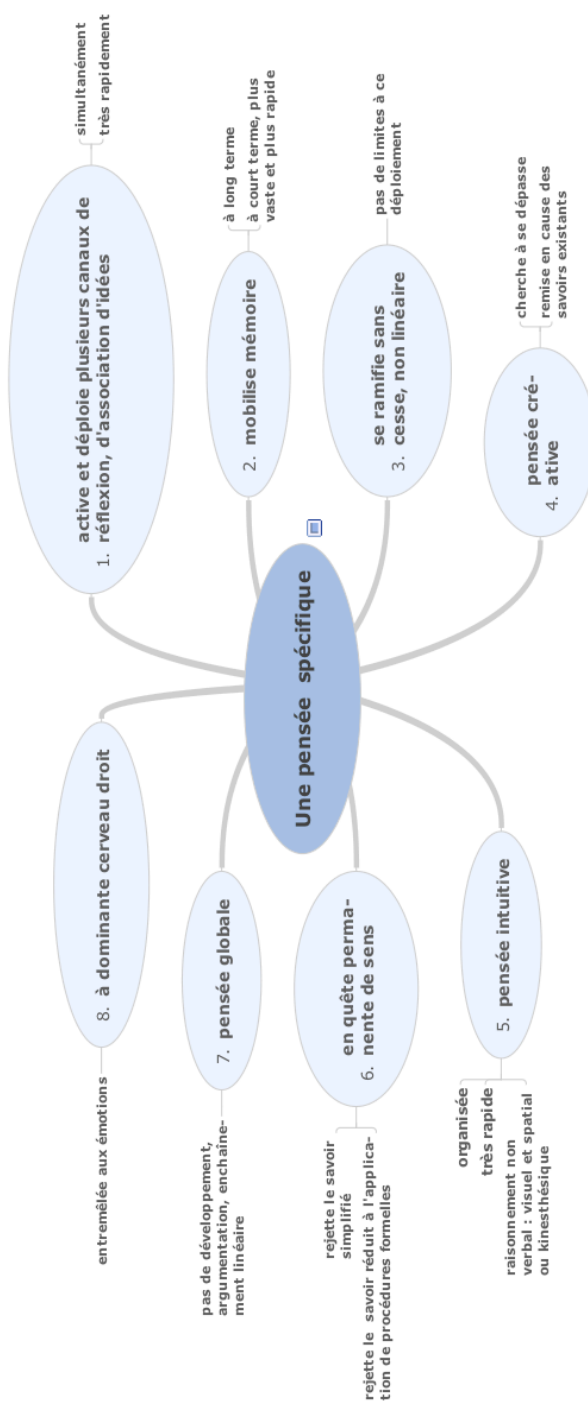 Une pensée spécifique
1. active et déploie plusieurs canaux de
réflexion, d'association d'idées
simultanément
très rapidement
2. mobilise mémoire
à long terme
à court terme, plus
vaste et plus rapide
3. se ramifie sans
cesse, non linéaire
pas de limites à ce
déploiement
4. pensée cré-
ative
cherche à se dépasse
remise en cause des
savoirs existants
5. pensée intuitive
organisée
très rapide
raisonnement non
verbal : visuel et spatial
ou kinesthésique
6. en quête perma-
nente de sens
rejette le savoir
simplifié
rejette le savoir réduit à l'applica-
tion de procédures formelles
7. pensée globale
pas de développement,
argumentation, enchaîne-
ment linéaire
8. à dominante cerveau droit
entremêlée aux émotions